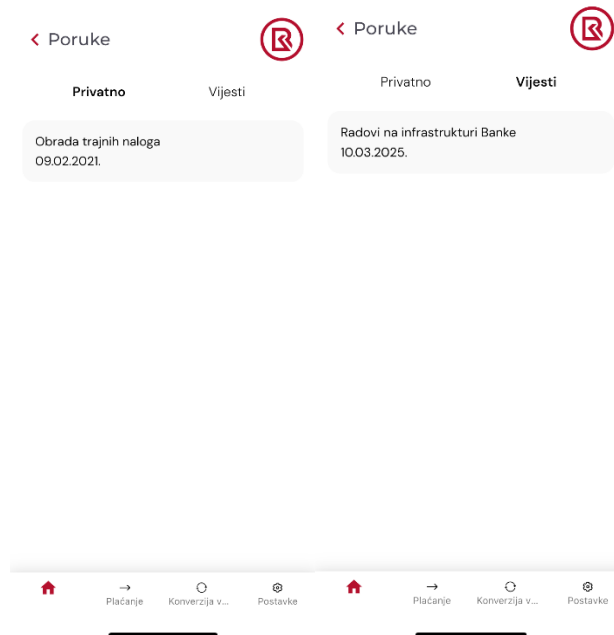 Poruke
Privatno Vijesti
Obrada trajnih naloga
09.02.2021.
Plaćanje Konverzija v... Postavke
Poruke
Privatno Vijesti
Radovi na infrastrukturi Banke
10.03.2025.
Plaćanje Konverzija v... Postavke